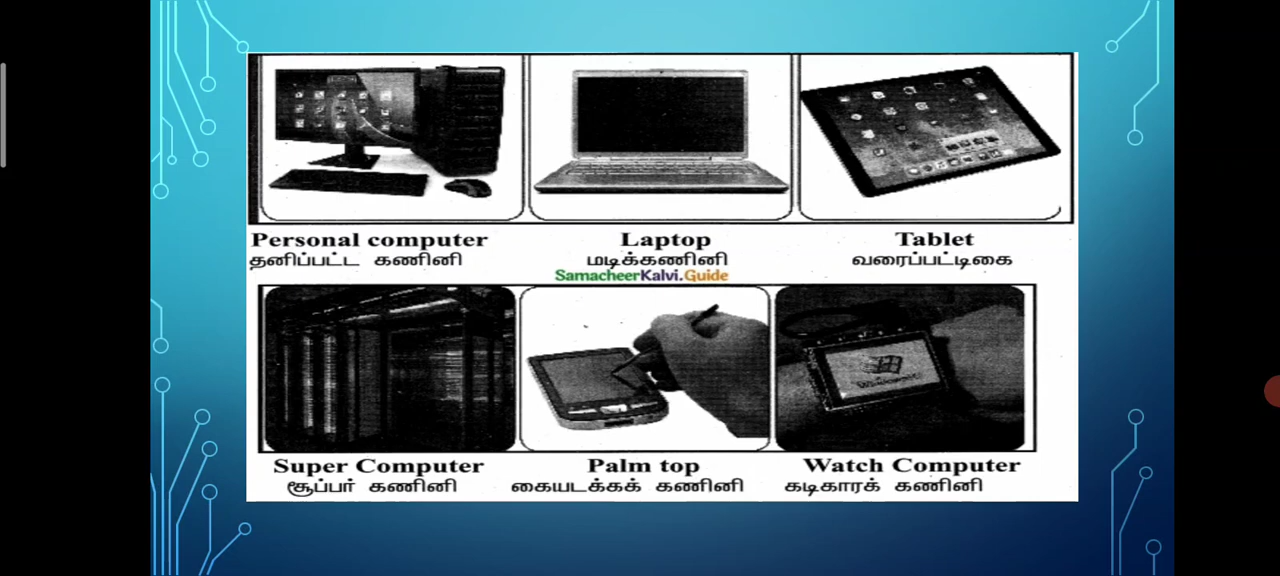 Personal computer
தனிப்பட்ட கணினி
Laptop
மடிக்கணினி
Tablet
வரைப்பட்டிகை
SamacheerKalvi.Guide
Super Computer
சூப்பர் கணினி
Palm top
கையடக்கக் கணினி
Watch Computer
கடிகாரக் கணினி